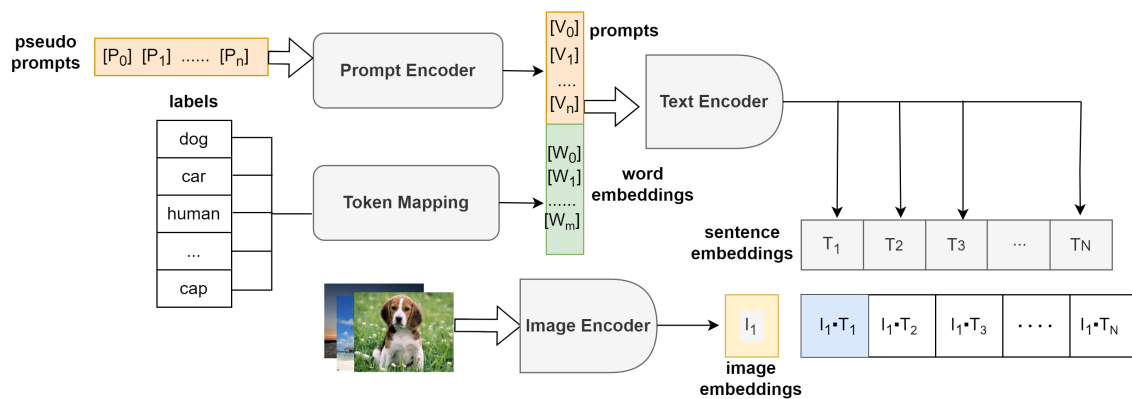 pseudo
prompts
[P0] [P1] ...... [Pn]
Prompt Encoder
[V0]
[V1]
....
[Vn]
prompts
Text Encoder
labels
dog
car
human
...
cap
Token Mapping
[W0]
[W1]
......
[Wm]
word
embeddings
sentence
embeddings
T1 T2 T3 ... TN
Image Encoder
I1
image
embeddings
I1▪T1 I1▪T2 I1▪T3 .... I1▪TN